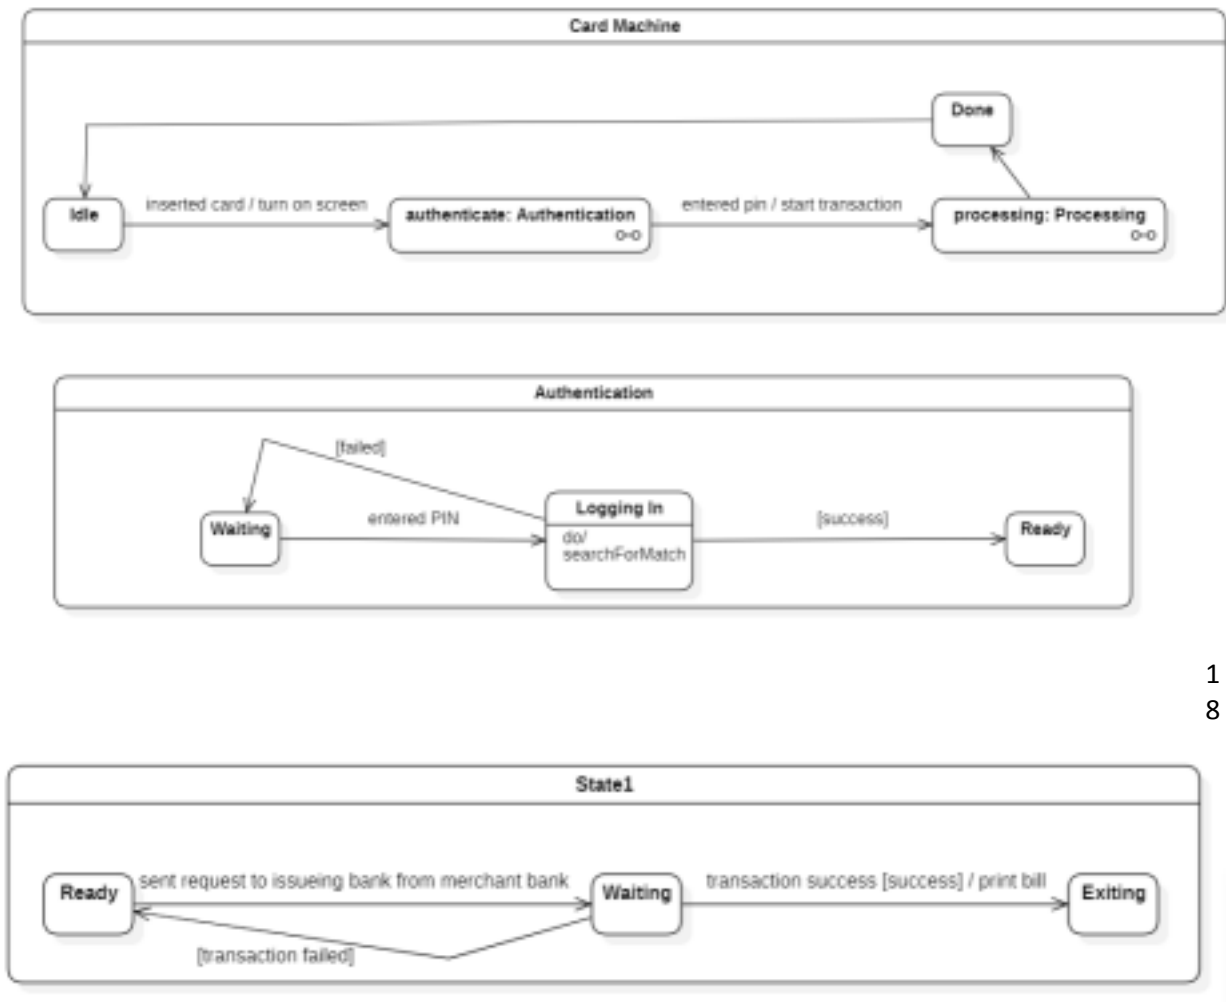 Card Machine
Done
Idle
inserted card / turn on screen
authenticate: Authentication
entered pin / start transaction
processing: Processing
Authentication
[failed]
Waiting
entered PIN
Logging In
do/
searchForMatch
[success]
Ready
1
8
State1
Ready
sent request to issueing bank from merchant bank
Waiting
transaction success [success] / print bill
Exiting
[transaction failed]